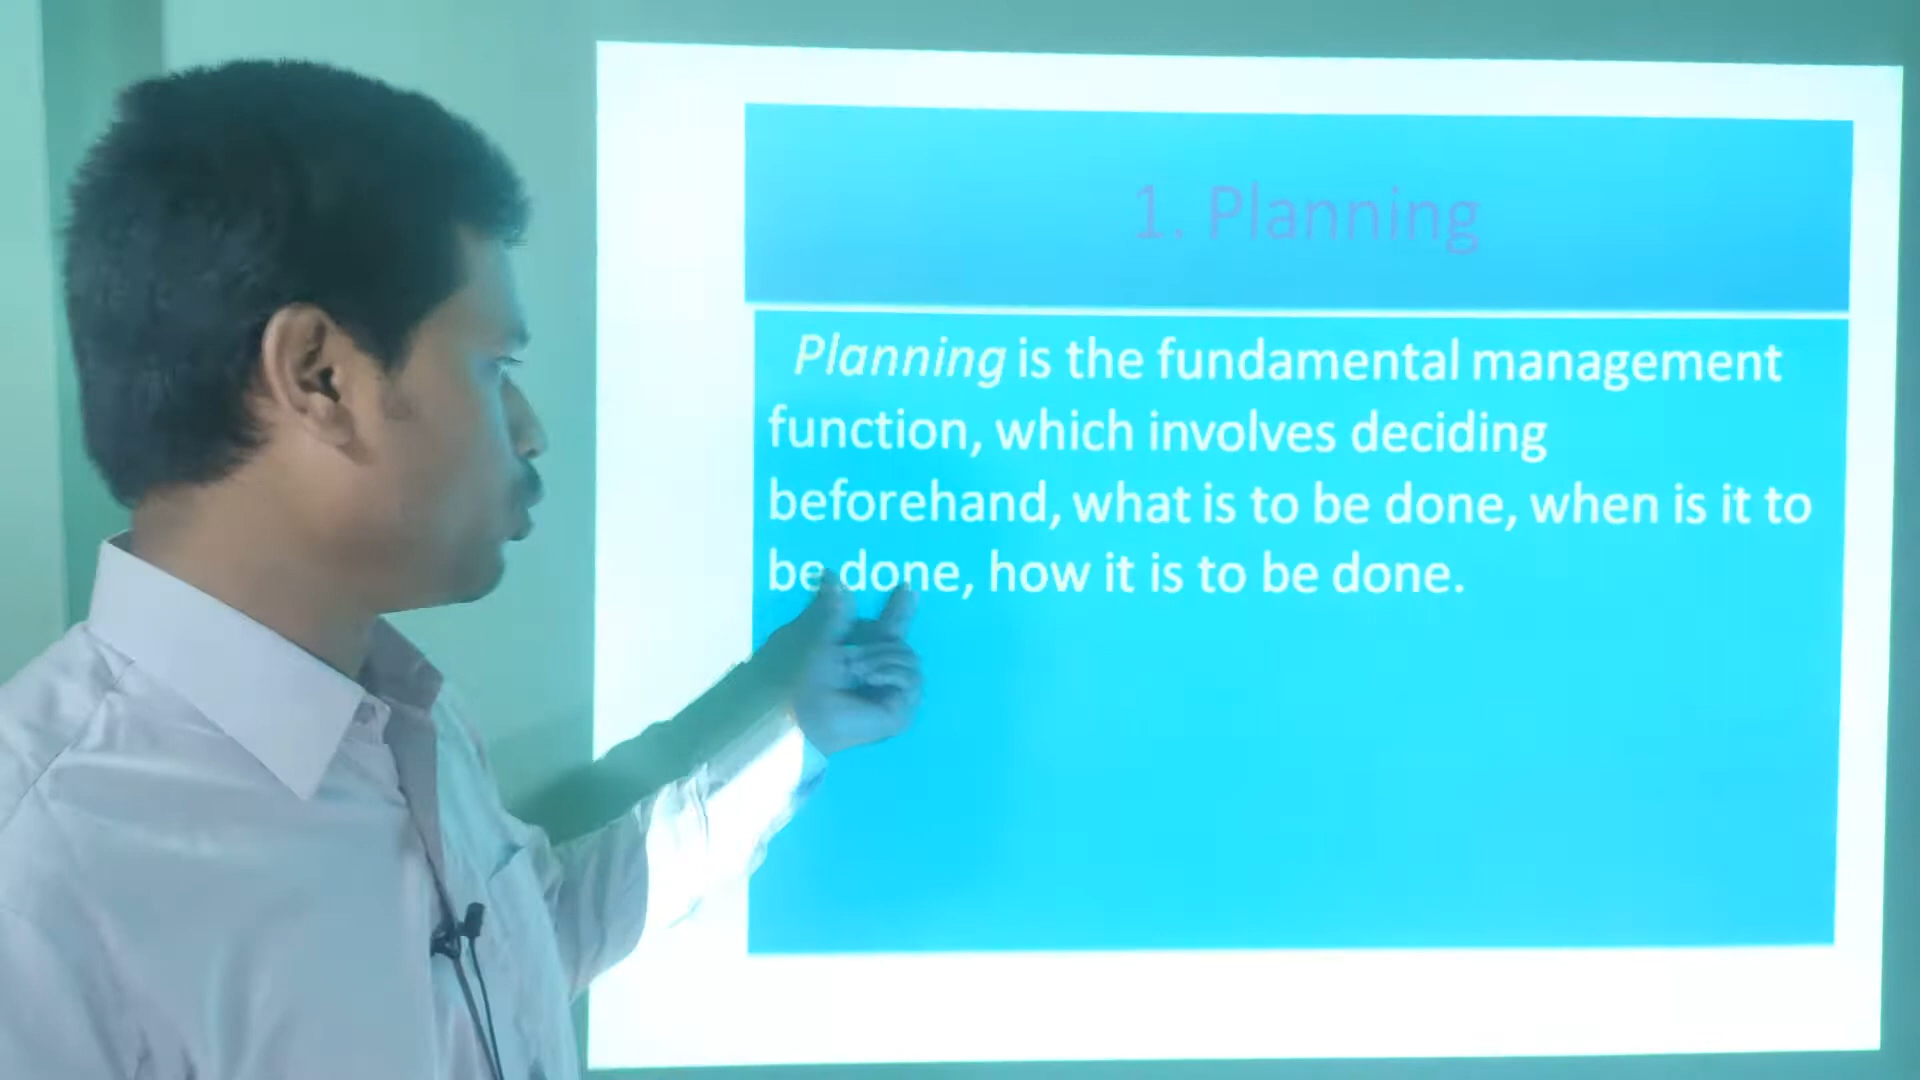 1. Planning
Planning is the fundamental management
function, which involves deciding
beforehand, what is to be done, when is it to
be done, how it is to be done.